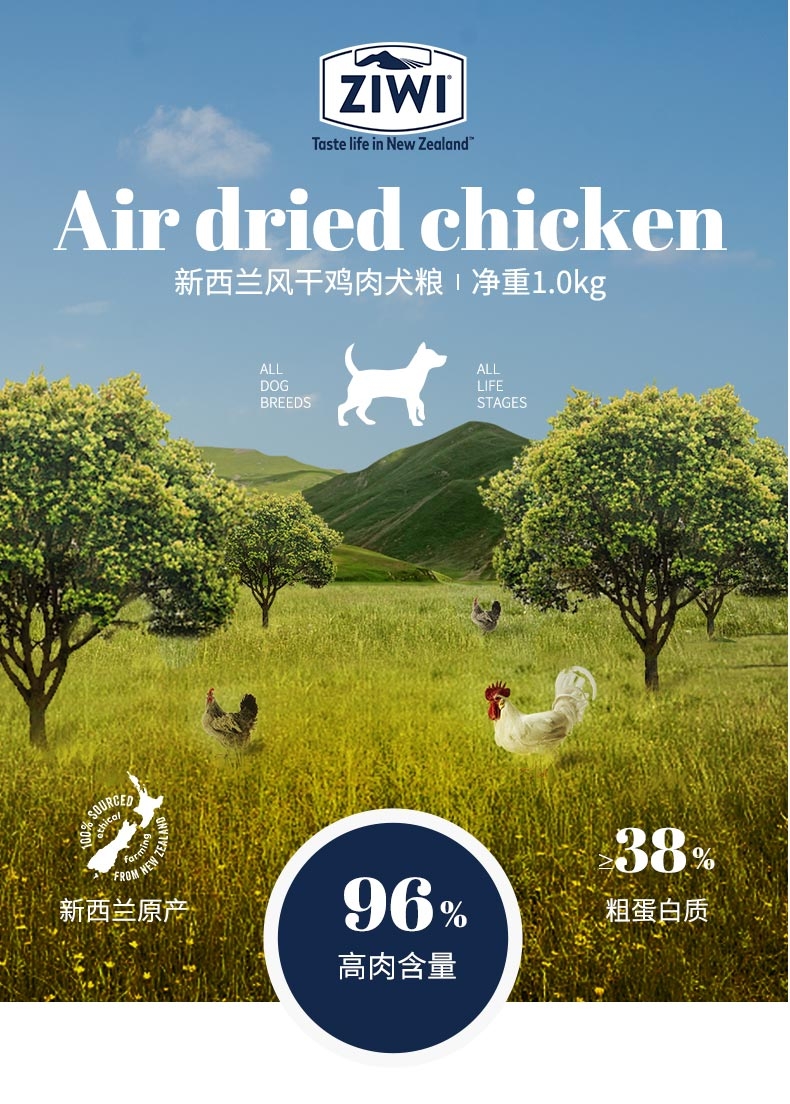 ZIWI®
Taste life in New Zealand™
Air dried chicken
新西兰风干鸡肉犬粮 | 净重1.0kg
ALL
DOG
BREEDS
ALL
LIFE
STAGES
100% SOURCED
ethical
farming
FROM NEW ZEALAND
新西兰原产
96%
高肉含量
≥38%
粗蛋白质